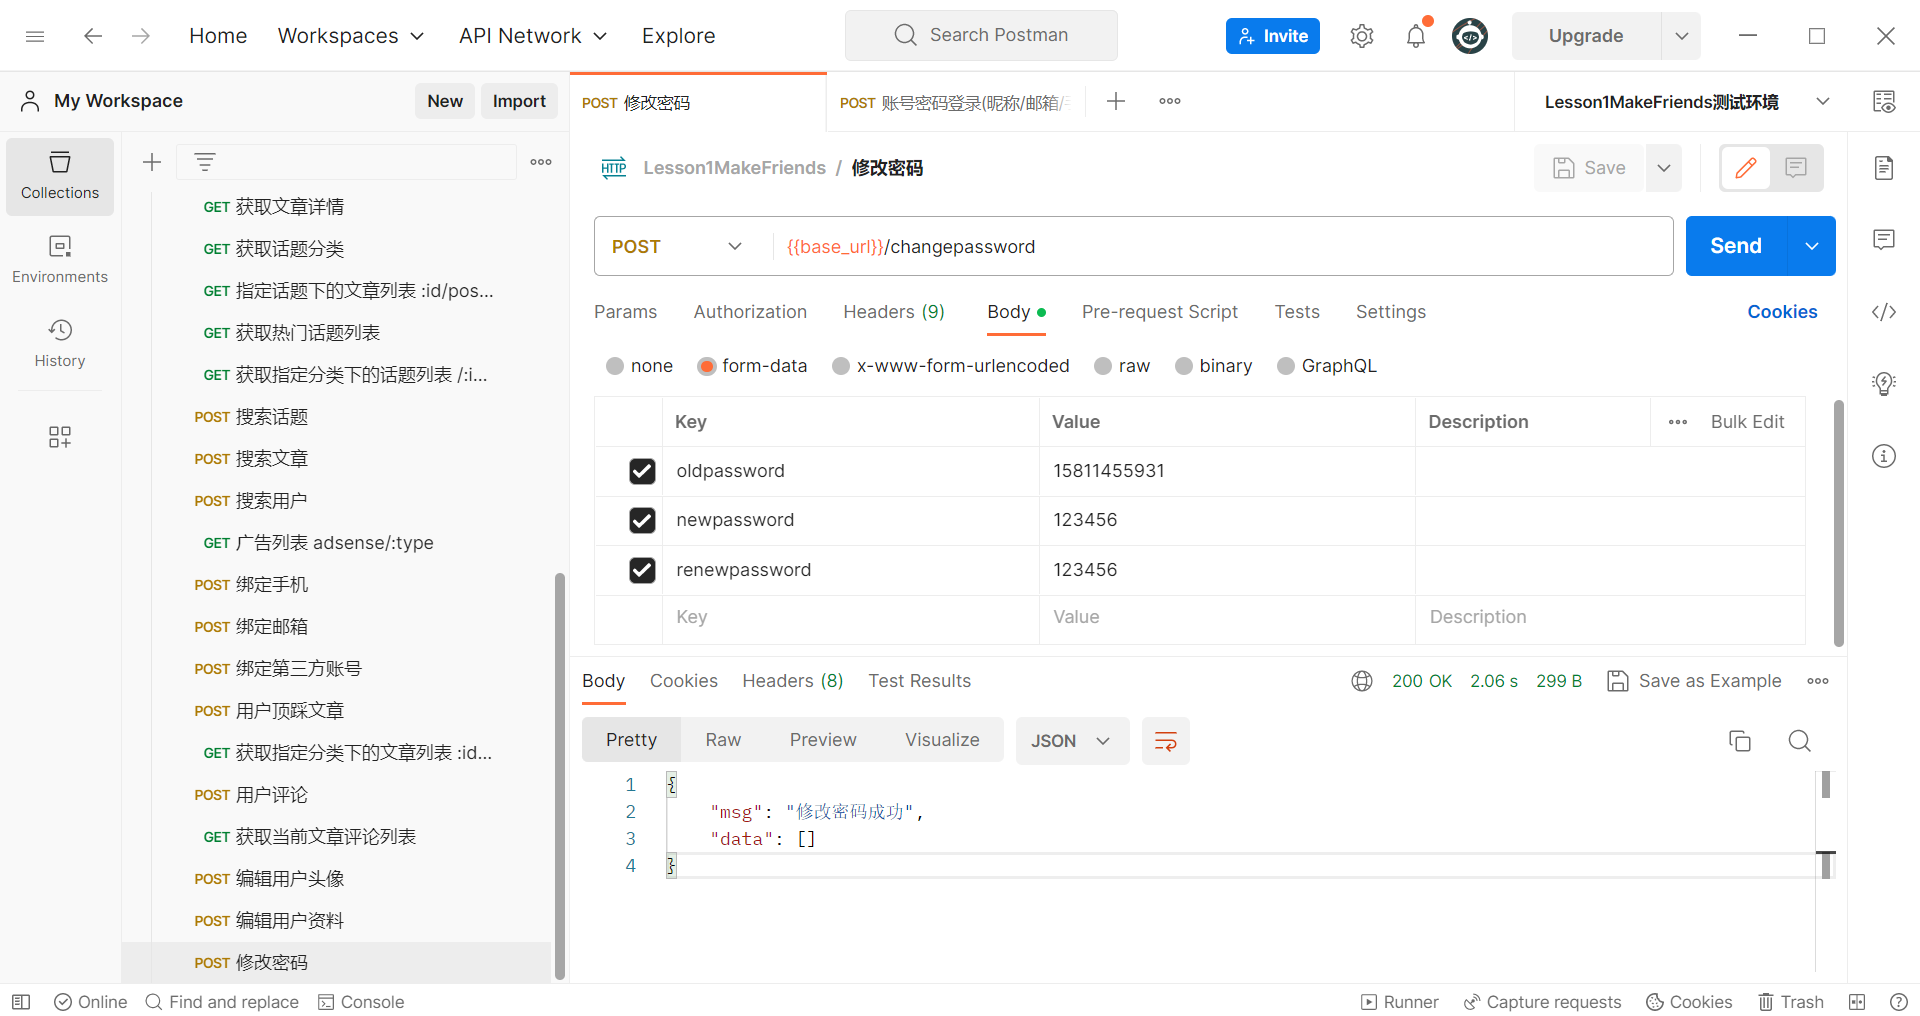 Home Workspaces API Network Explore Search Postman Invite Upgrade
My Workspace New Import
POST 修改密码 POST 账号密码登录(昵称/邮箱/ Lesson1MakeFriends测试环境
Collections
Environments
History
GET 获取文章详情
GET 获取话题分类
GET 指定话题下的文章列表 :id/pos...
GET 获取热门话题列表
GET 获取指定分类下的话题列表 /:i...
POST 搜索话题
POST 搜索文章
POST 搜索用户
GET 广告列表 adsense/:type
POST 绑定手机
POST 绑定邮箱
POST 绑定第三方账号
POST 用户顶踩文章
GET 获取指定分类下的文章列表 :id...
POST 用户评论
GET 获取当前文章评论列表
POST 编辑用户头像
POST 编辑用户资料
POST 修改密码
HTTP Lesson1MakeFriends / 修改密码 Save
POST {{base_url}}/changepassword Send
Params Authorization Headers (9) Body Pre-request Script Tests Settings Cookies
none form-data x-www-form-urlencoded raw binary GraphQL
Key Value Description Bulk Edit
oldpassword 15811455931
newpassword 123456
renewpassword 123456
Key Value Description
Body Cookies Headers (8) Test Results 200 OK 2.06 s 299 B Save as Example
Pretty Raw Preview Visualize JSON
1 {
2 "msg": "修改密码成功",
3 "data": []
4 }
Online Find and replace Console Runner Capture requests Cookies Trash